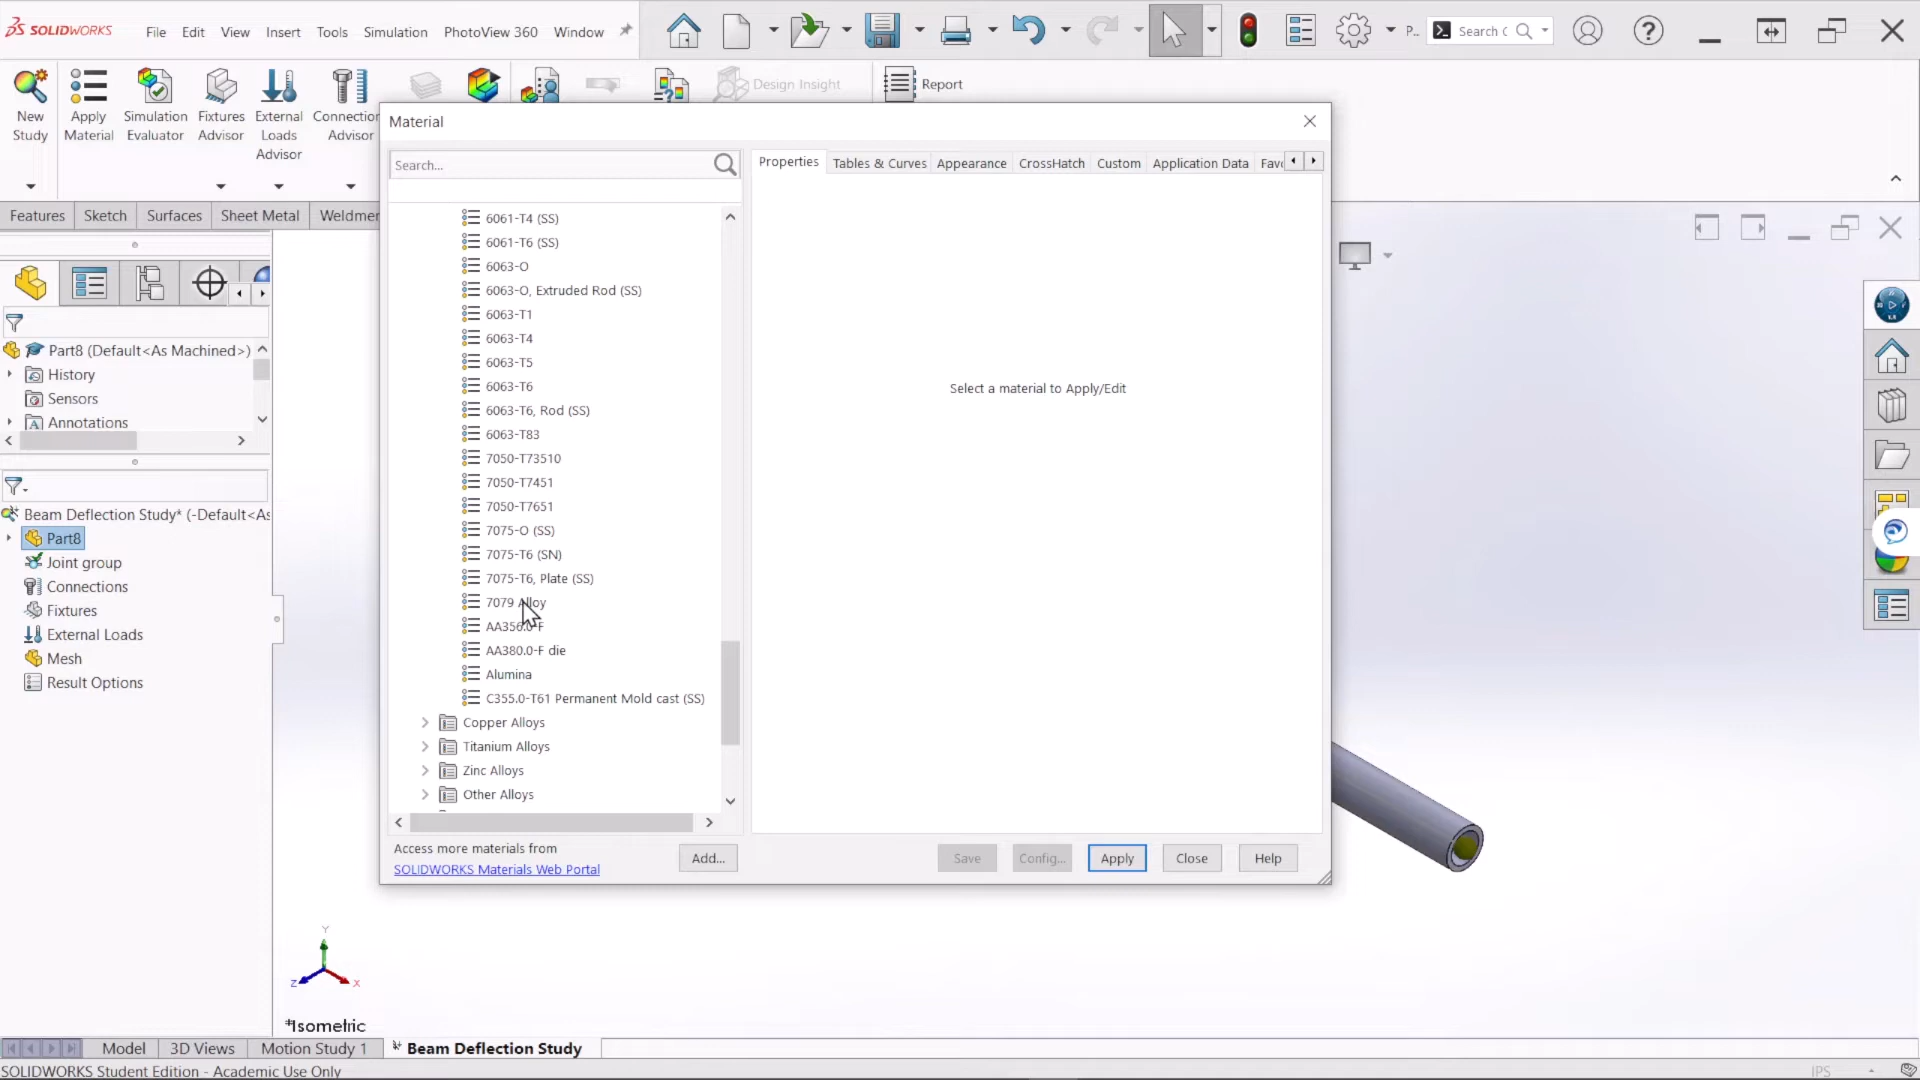 SOLIDWORKS File Edit View Insert Tools Simulation PhotoView 360 Window P... Search C
New Study
Apply Material
Simulation Evaluator
Fixtures Advisor
External Loads Advisor
Connection Advisor
Design Insight
Report
Features Sketch Surfaces Sheet Metal Weldmen
Part8 (Default<As Machined>)
History
Sensors
Annotations
Beam Deflection Study* (-Default<As
Part8
Joint group
Connections
Fixtures
External Loads
Mesh
Result Options
Material
Search...
6061-T4 (SS)
6061-T6 (SS)
6063-O
6063-O, Extruded Rod (SS)
6063-T1
6063-T4
6063-T5
6063-T6
6063-T6, Rod (SS)
6063-T83
7050-T73510
7050-T7451
7050-T7651
7075-O (SS)
7075-T6 (SN)
7075-T6, Plate (SS)
7079 Alloy
AA356.0-F
AA380.0-F die
Alumina
C355.0-T61 Permanent Mold cast (SS)
Copper Alloys
Titanium Alloys
Zinc Alloys
Other Alloys
Access more materials from
SOLIDWORKS Materials Web Portal
Add...
Properties Tables & Curves Appearance CrossHatch Custom Application Data Favo
Select a material to Apply/Edit
Save Config... Apply Close Help
Y
Z X
*Isometric
Model 3D Views Motion Study 1 Beam Deflection Study
SOLIDWORKS Student Edition - Academic Use Only IPS